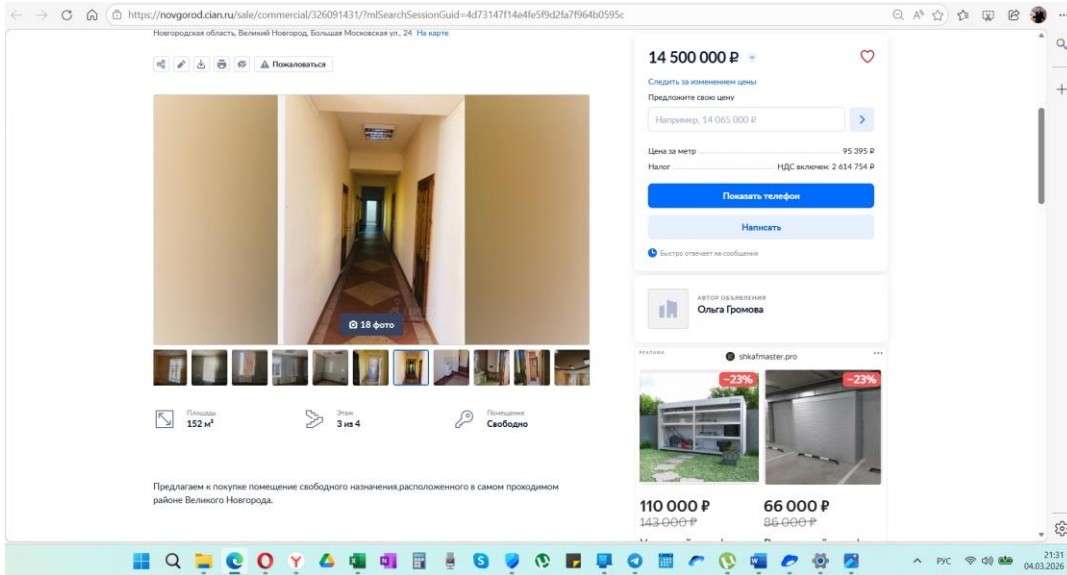 https://novgorod.cian.ru/sale/commercial/326091431/?mlSearchSessionGuid=4d73147f14e4fe5f9d2fa7f964b0595c
Новгородская область, Великий Новгород, Большая Московская ул., 24 На карте
Пожаловаться
18 фото
Площадь
152 м²
Этаж
3 из 4
Помещение
Свободно
Предлагаем к покупке помещение свободного назначения,расположенного в самом проходимом
районе Великого Новгорода.
14 500 000 ₽
Следить за изменением цены
Предложите свою цену
Например, 14 065 000 ₽
Цена за метр 95 395 ₽
Налог НДС включен: 2 614 754 ₽
Показать телефон
Написать
Быстро отвечает на сообщения
АВТОР ОБЪЯВЛЕНИЯ
Ольга Громова
РЕКЛАМА
shkafmaster.pro
-23% -23%
110 000 ₽ 66 000 ₽
143 000 ₽ 86 000 ₽
РУС
21:31
04.03.2026